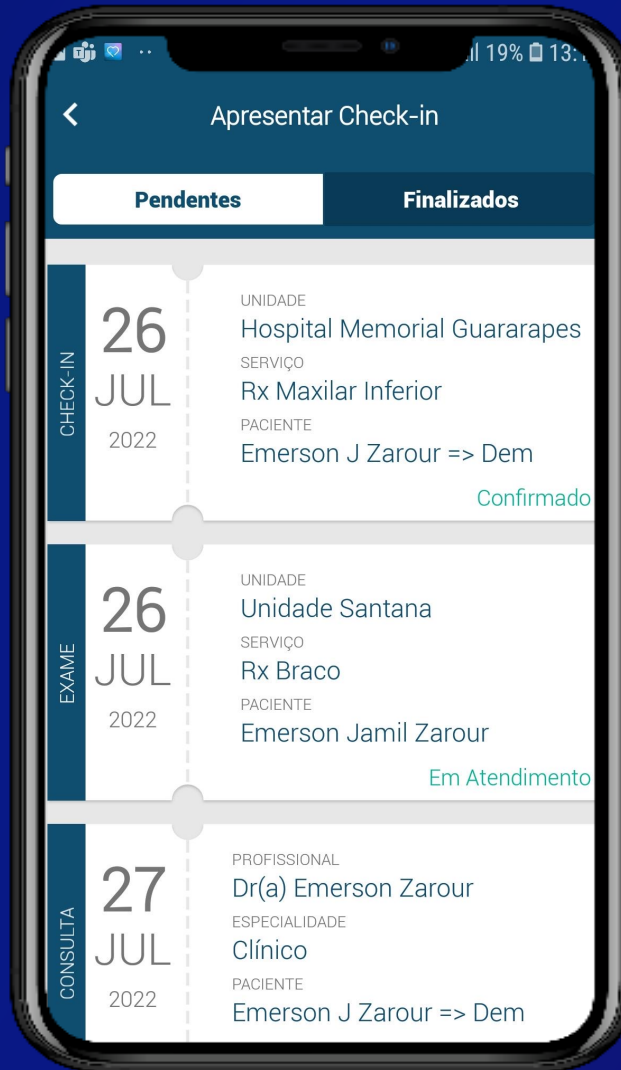 19% 13:1
Apresentar Check-in
Pendentes
Finalizados
CHECK-IN
26
JUL
2022
UNIDADE
Hospital Memorial Guararapes
SERVIÇO
Rx Maxilar Inferior
PACIENTE
Emerson J Zarour => Dem
Confirmado
EXAME
26
JUL
2022
UNIDADE
Unidade Santana
SERVIÇO
Rx Braco
PACIENTE
Emerson Jamil Zarour
Em Atendimento
CONSULTA
27
JUL
2022
PROFISSIONAL
Dr(a) Emerson Zarour
ESPECIALIDADE
Clínico
PACIENTE
Emerson J Zarour => Dem